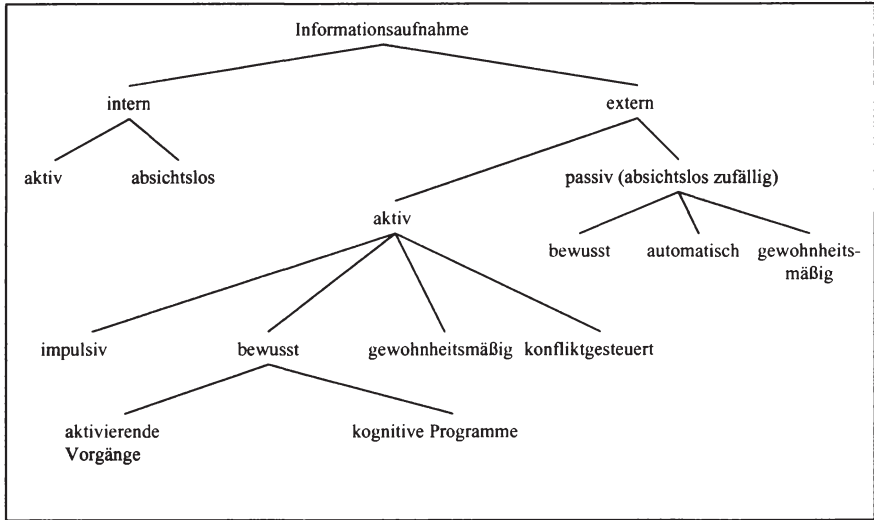 Informationsaufnahme
intern
extern
aktiv
absichtslos
passiv (absichtslos zufällig)
aktiv
bewusst
automatisch
gewohnheits-
mäßig
impulsiv
bewusst
gewohnheitsmäßig
konfliktgesteuert
aktivierende
Vorgänge
kognitive Programme